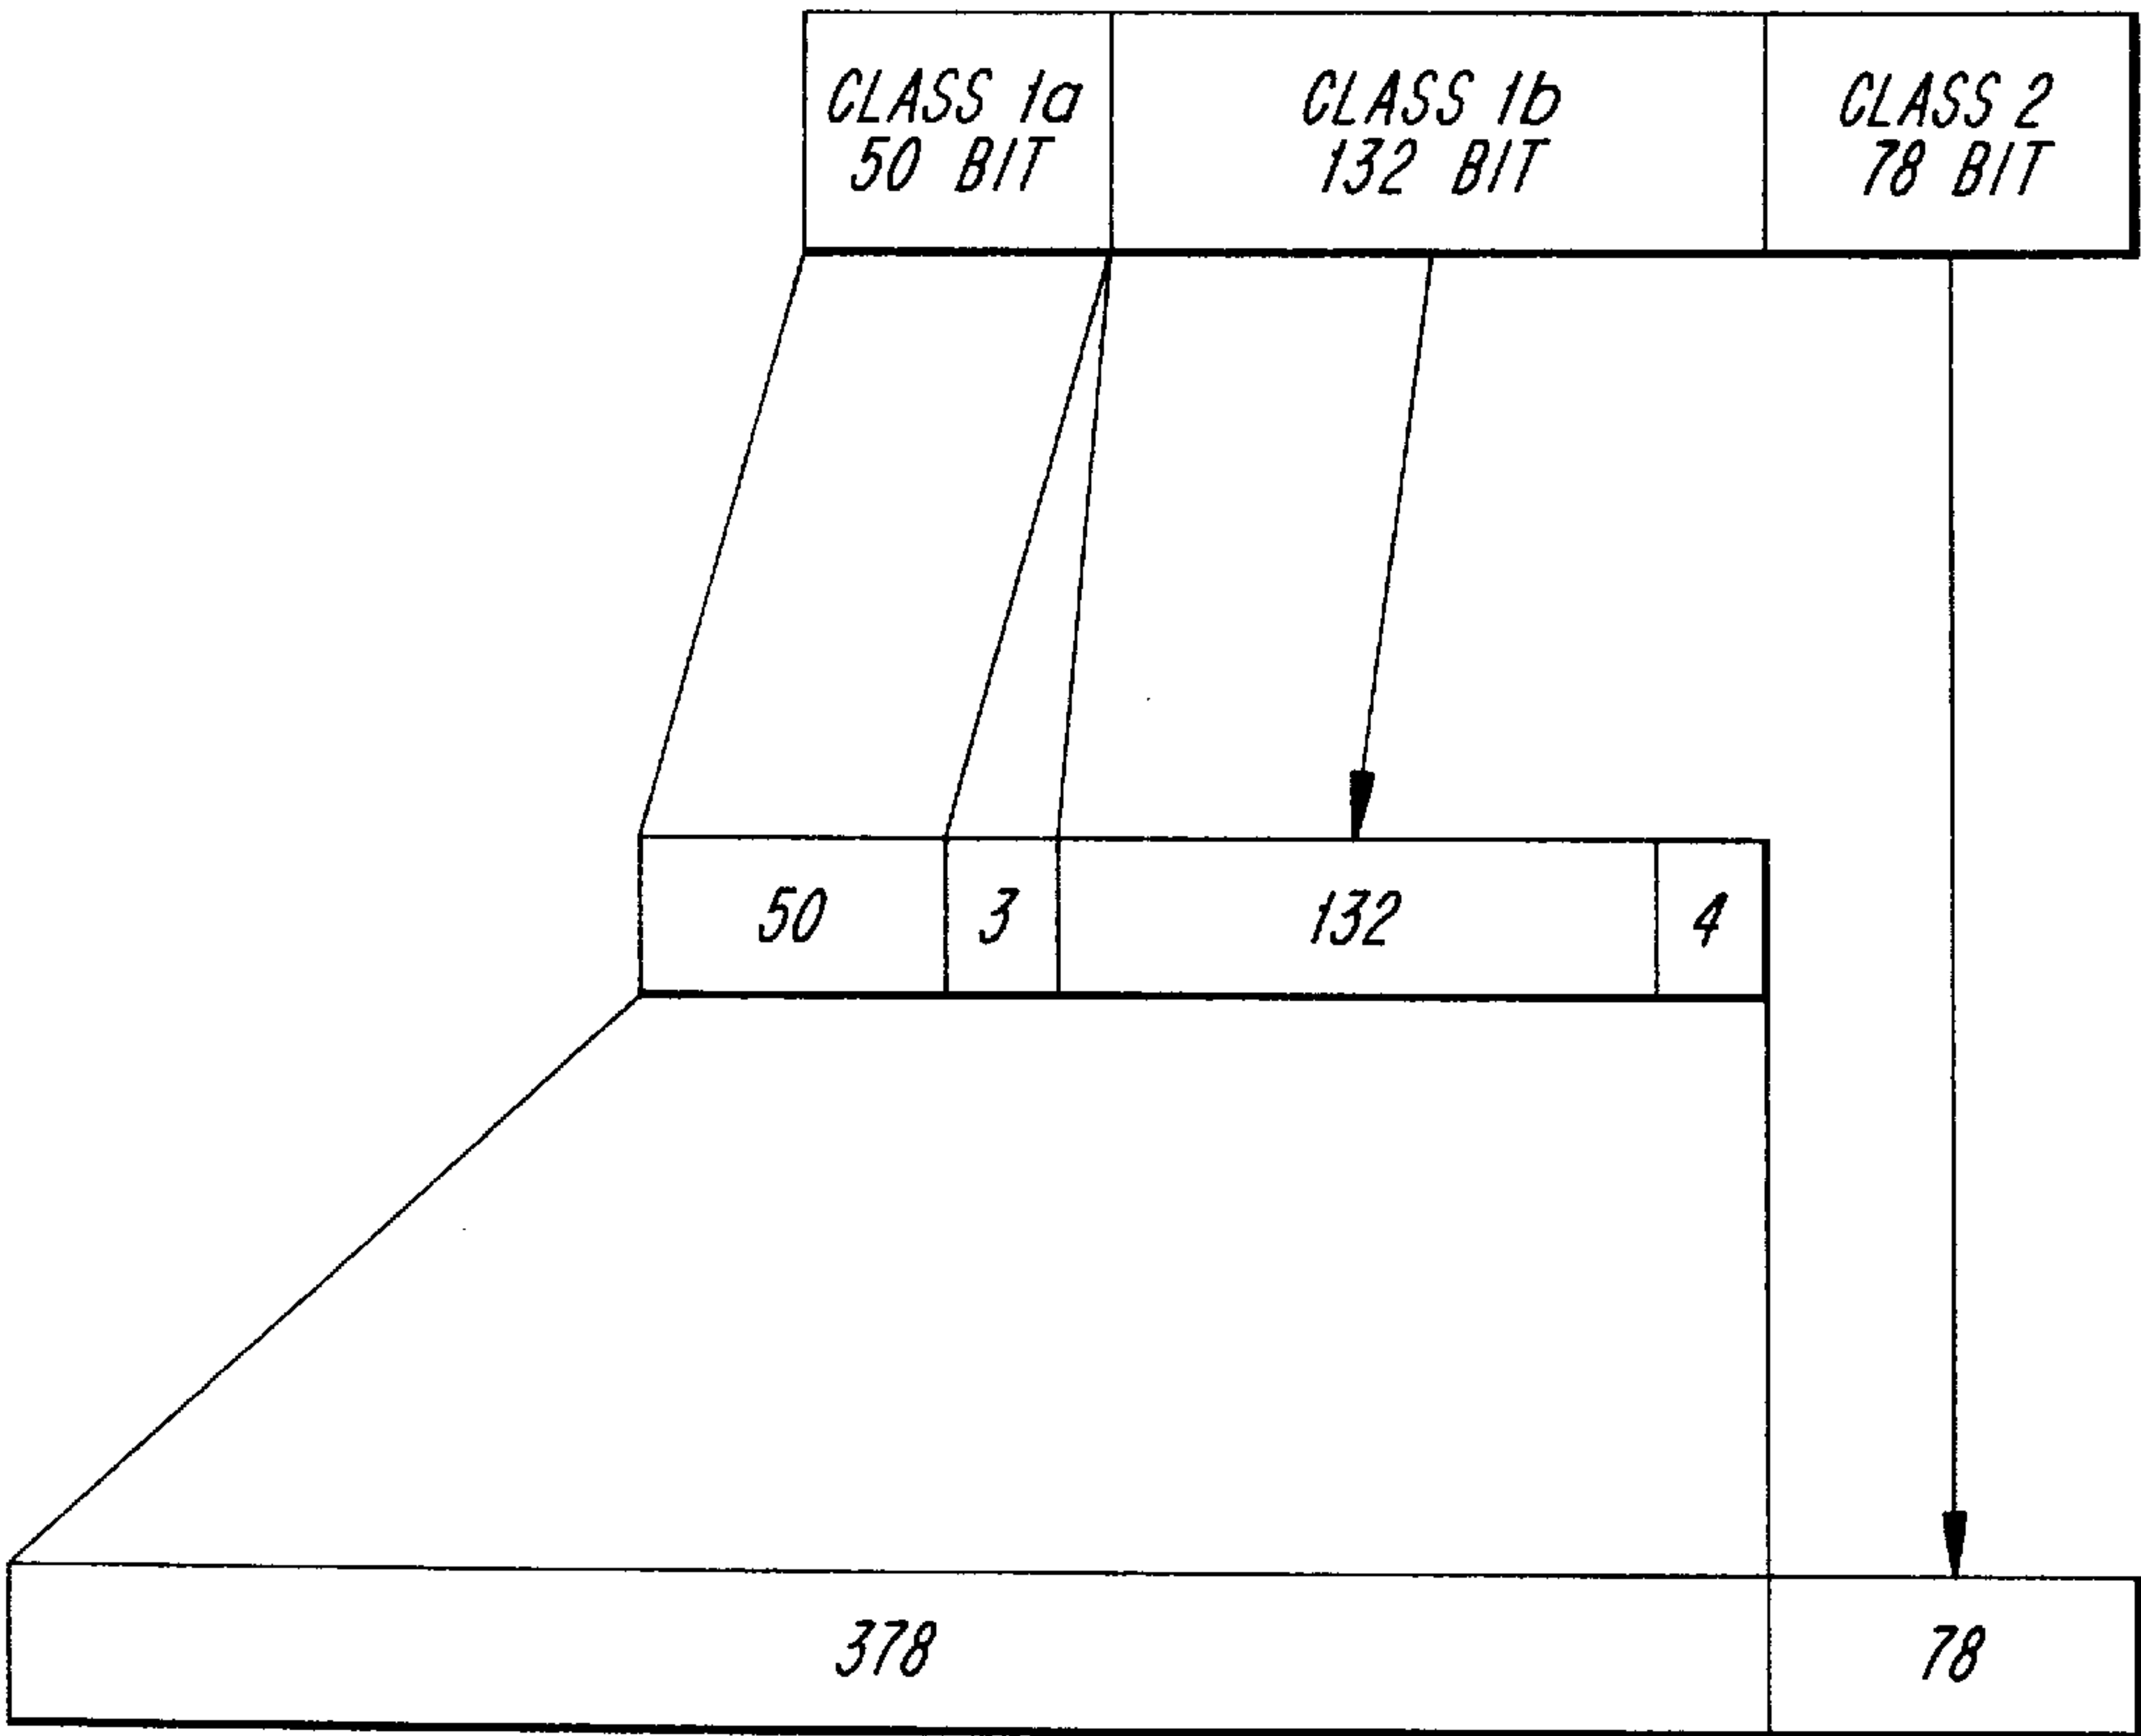 CLASS 1a
50 BIT
CLASS 1b
132 BIT
CLASS 2
78 BIT
50
3
132
4
378
78